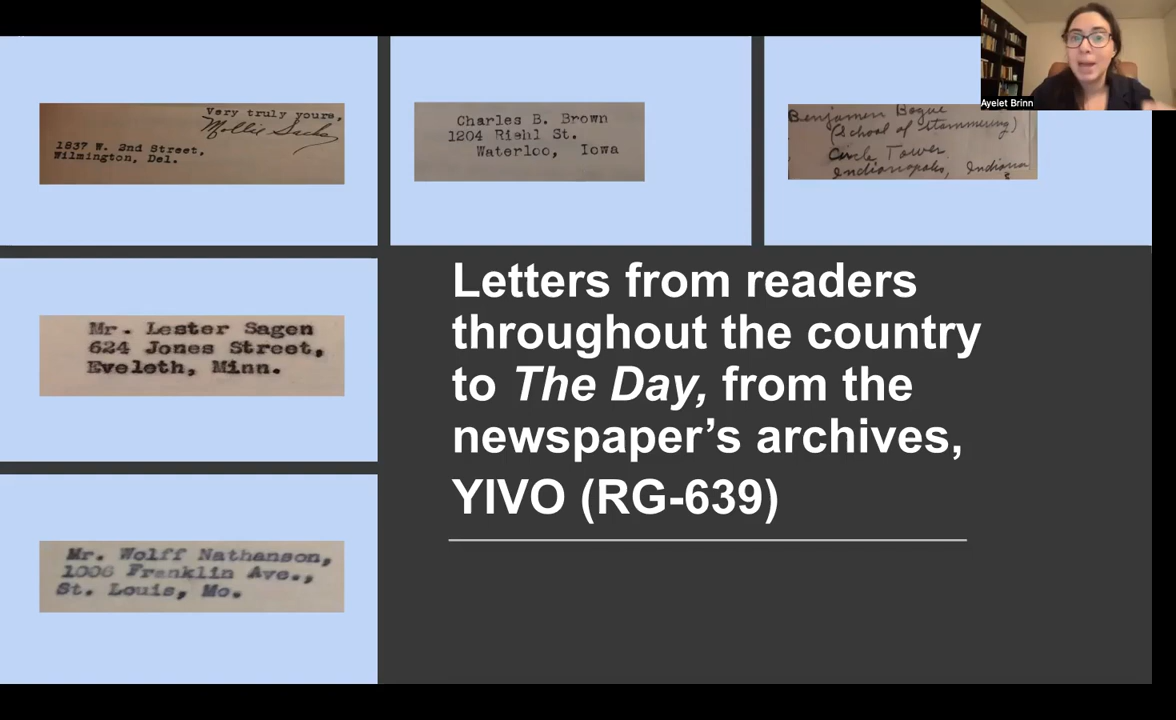 Very truly yours,
Mollie
1837 W. 2nd Street,
Wilmington, Del.
Charles B. Brown
1204 Riehl St.
Waterloo, Iowa
Benjamin Bogue
(School of Stammering)
Circle Tower
Indianapolis, Indiana
Ayelet Brinn
Mr. Lester Sagen
624 Jones Street,
Eveleth, Minn.
Letters from readers
throughout the country
to The Day, from the
newspaper’s archives,
YIVO (RG-639)
Mr. Wolff Nathanson,
1006 Franklin Ave.,
St. Louis, Mo.